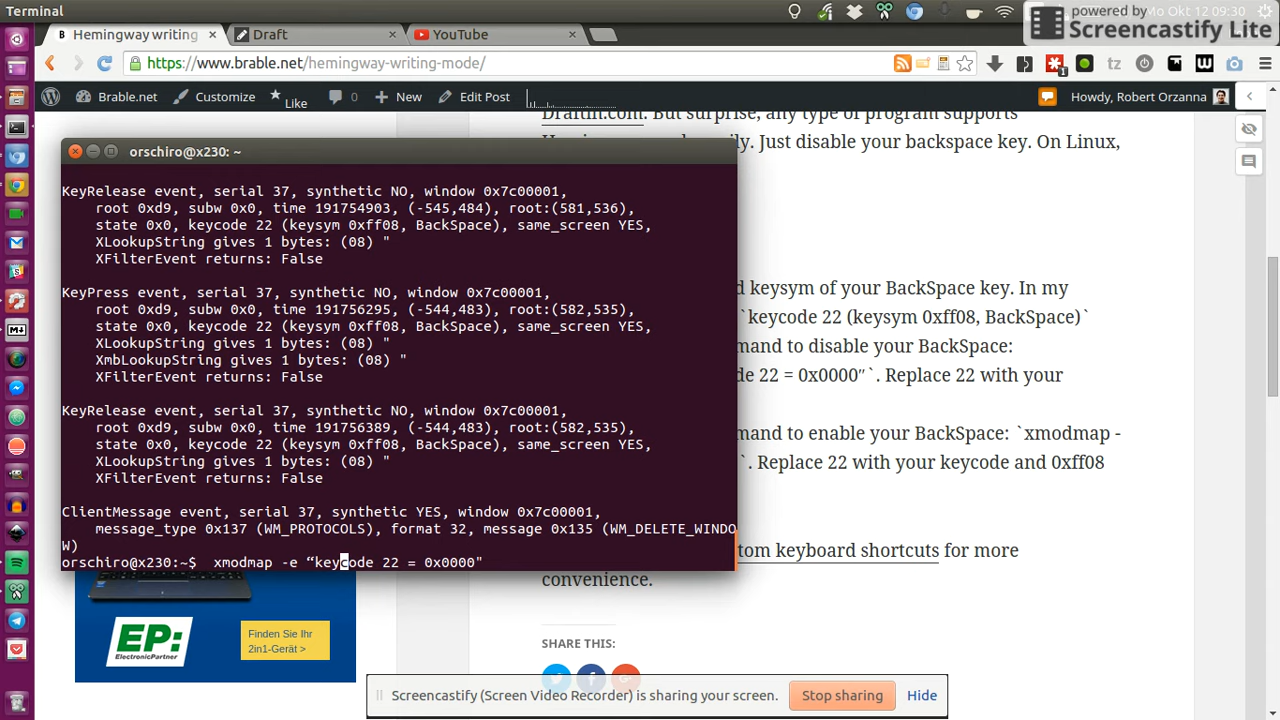 Terminal
Mo Okt 12 09:30
powered by
Screencastify Lite
Hemingway writing
Draft
YouTube
https://www.brable.net/hemingway-writing-mode/
Brable.net
Customize
Like
New
Edit Post
Howdy, Robert Orzanna
Draftin.com. But surprise, any type of program supports
ily. Just disable your backspace key. On Linux,
orschiro@x230: ~
KeyRelease event, serial 37, synthetic NO, window 0x7c00001,
root 0xd9, subw 0x0, time 191754903, (-545,484), root:(581,536),
state 0x0, keycode 22 (keysym 0xff08, BackSpace), same_screen YES,
XLookupString gives 1 bytes: (08) "
XFilterEvent returns: False
KeyPress event, serial 37, synthetic NO, window 0x7c00001,
root 0xd9, subw 0x0, time 191756295, (-544,483), root:(582,535),
state 0x0, keycode 22 (keysym 0xff08, BackSpace), same_screen YES,
XLookupString gives 1 bytes: (08) "
XmbLookupString gives 1 bytes: (08) "
XFilterEvent returns: False
KeyRelease event, serial 37, synthetic NO, window 0x7c00001,
root 0xd9, subw 0x0, time 191756389, (-544,483), root:(582,535),
state 0x0, keycode 22 (keysym 0xff08, BackSpace), same_screen YES,
XLookupString gives 1 bytes: (08) "
XFilterEvent returns: False
ClientMessage event, serial 37, synthetic YES, window 0x7c00001,
message_type 0x137 (WM_PROTOCOLS), format 32, message 0x135 (WM_DELETE_WINDO
W)
orschiro@x230:~$ xmodmap -e “keycode 22 = 0x0000"
d keysym of your BackSpace key. In my
`keycode 22 (keysym 0xff08, BackSpace)`
mand to disable your BackSpace:
de 22 = 0x0000″`. Replace 22 with your
mand to enable your BackSpace: `xmodmap -
`. Replace 22 with your keycode and 0xff08
tom keyboard shortcuts for more
convenience.
SHARE THIS:
EP:
ElectronicPartner
Finden Sie Ihr
2in1-Gerät >
Screencastify (Screen Video Recorder) is sharing your screen.
Stop sharing
Hide